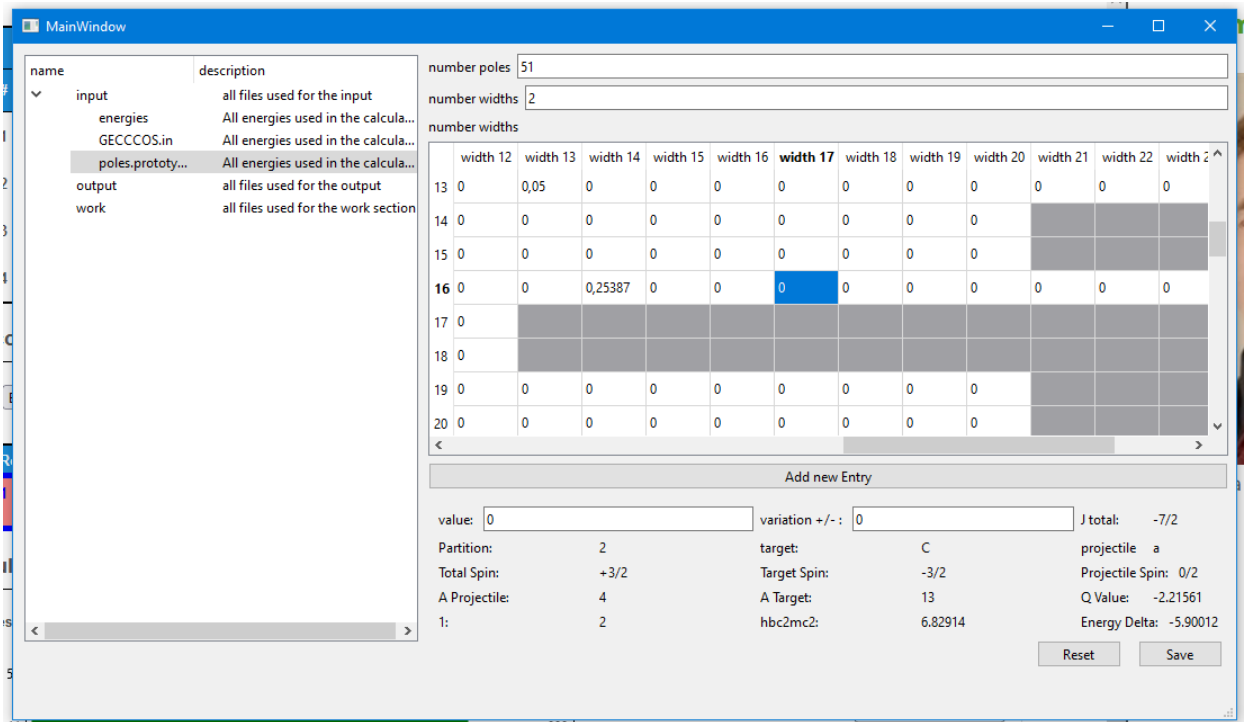 MainWindow
name description
input all files used for the input
energies All energies used in the calcula...
GECCCOS.in All energies used in the calcula...
poles.prototy... All energies used in the calcula...
output all files used for the output
work all files used for the work section
number poles 51
number widths 2
number widths
width 12 width 13 width 14 width 15 width 16 width 17 width 18 width 19 width 20 width 21 width 22 width 2
13 0 0,05 0 0 0 0 0 0 0 0 0 0
14 0 0 0 0 0 0 0 0 0
15 0 0 0 0 0 0 0 0 0
16 0 0 0,25387 0 0 0 0 0 0 0 0 0
17 0
18 0
19 0 0 0 0 0 0 0 0 0
20 0 0 0 0 0 0 0 0 0
Add new Entry
value: 0 variation +/- : 0 J total: -7/2
Partition: 2 target: C projectile a
Total Spin: +3/2 Target Spin: -3/2 Projectile Spin: 0/2
A Projectile: 4 A Target: 13 Q Value: -2.21561
1: 2 hbc2mc2: 6.82914 Energy Delta: -5.90012
Reset Save